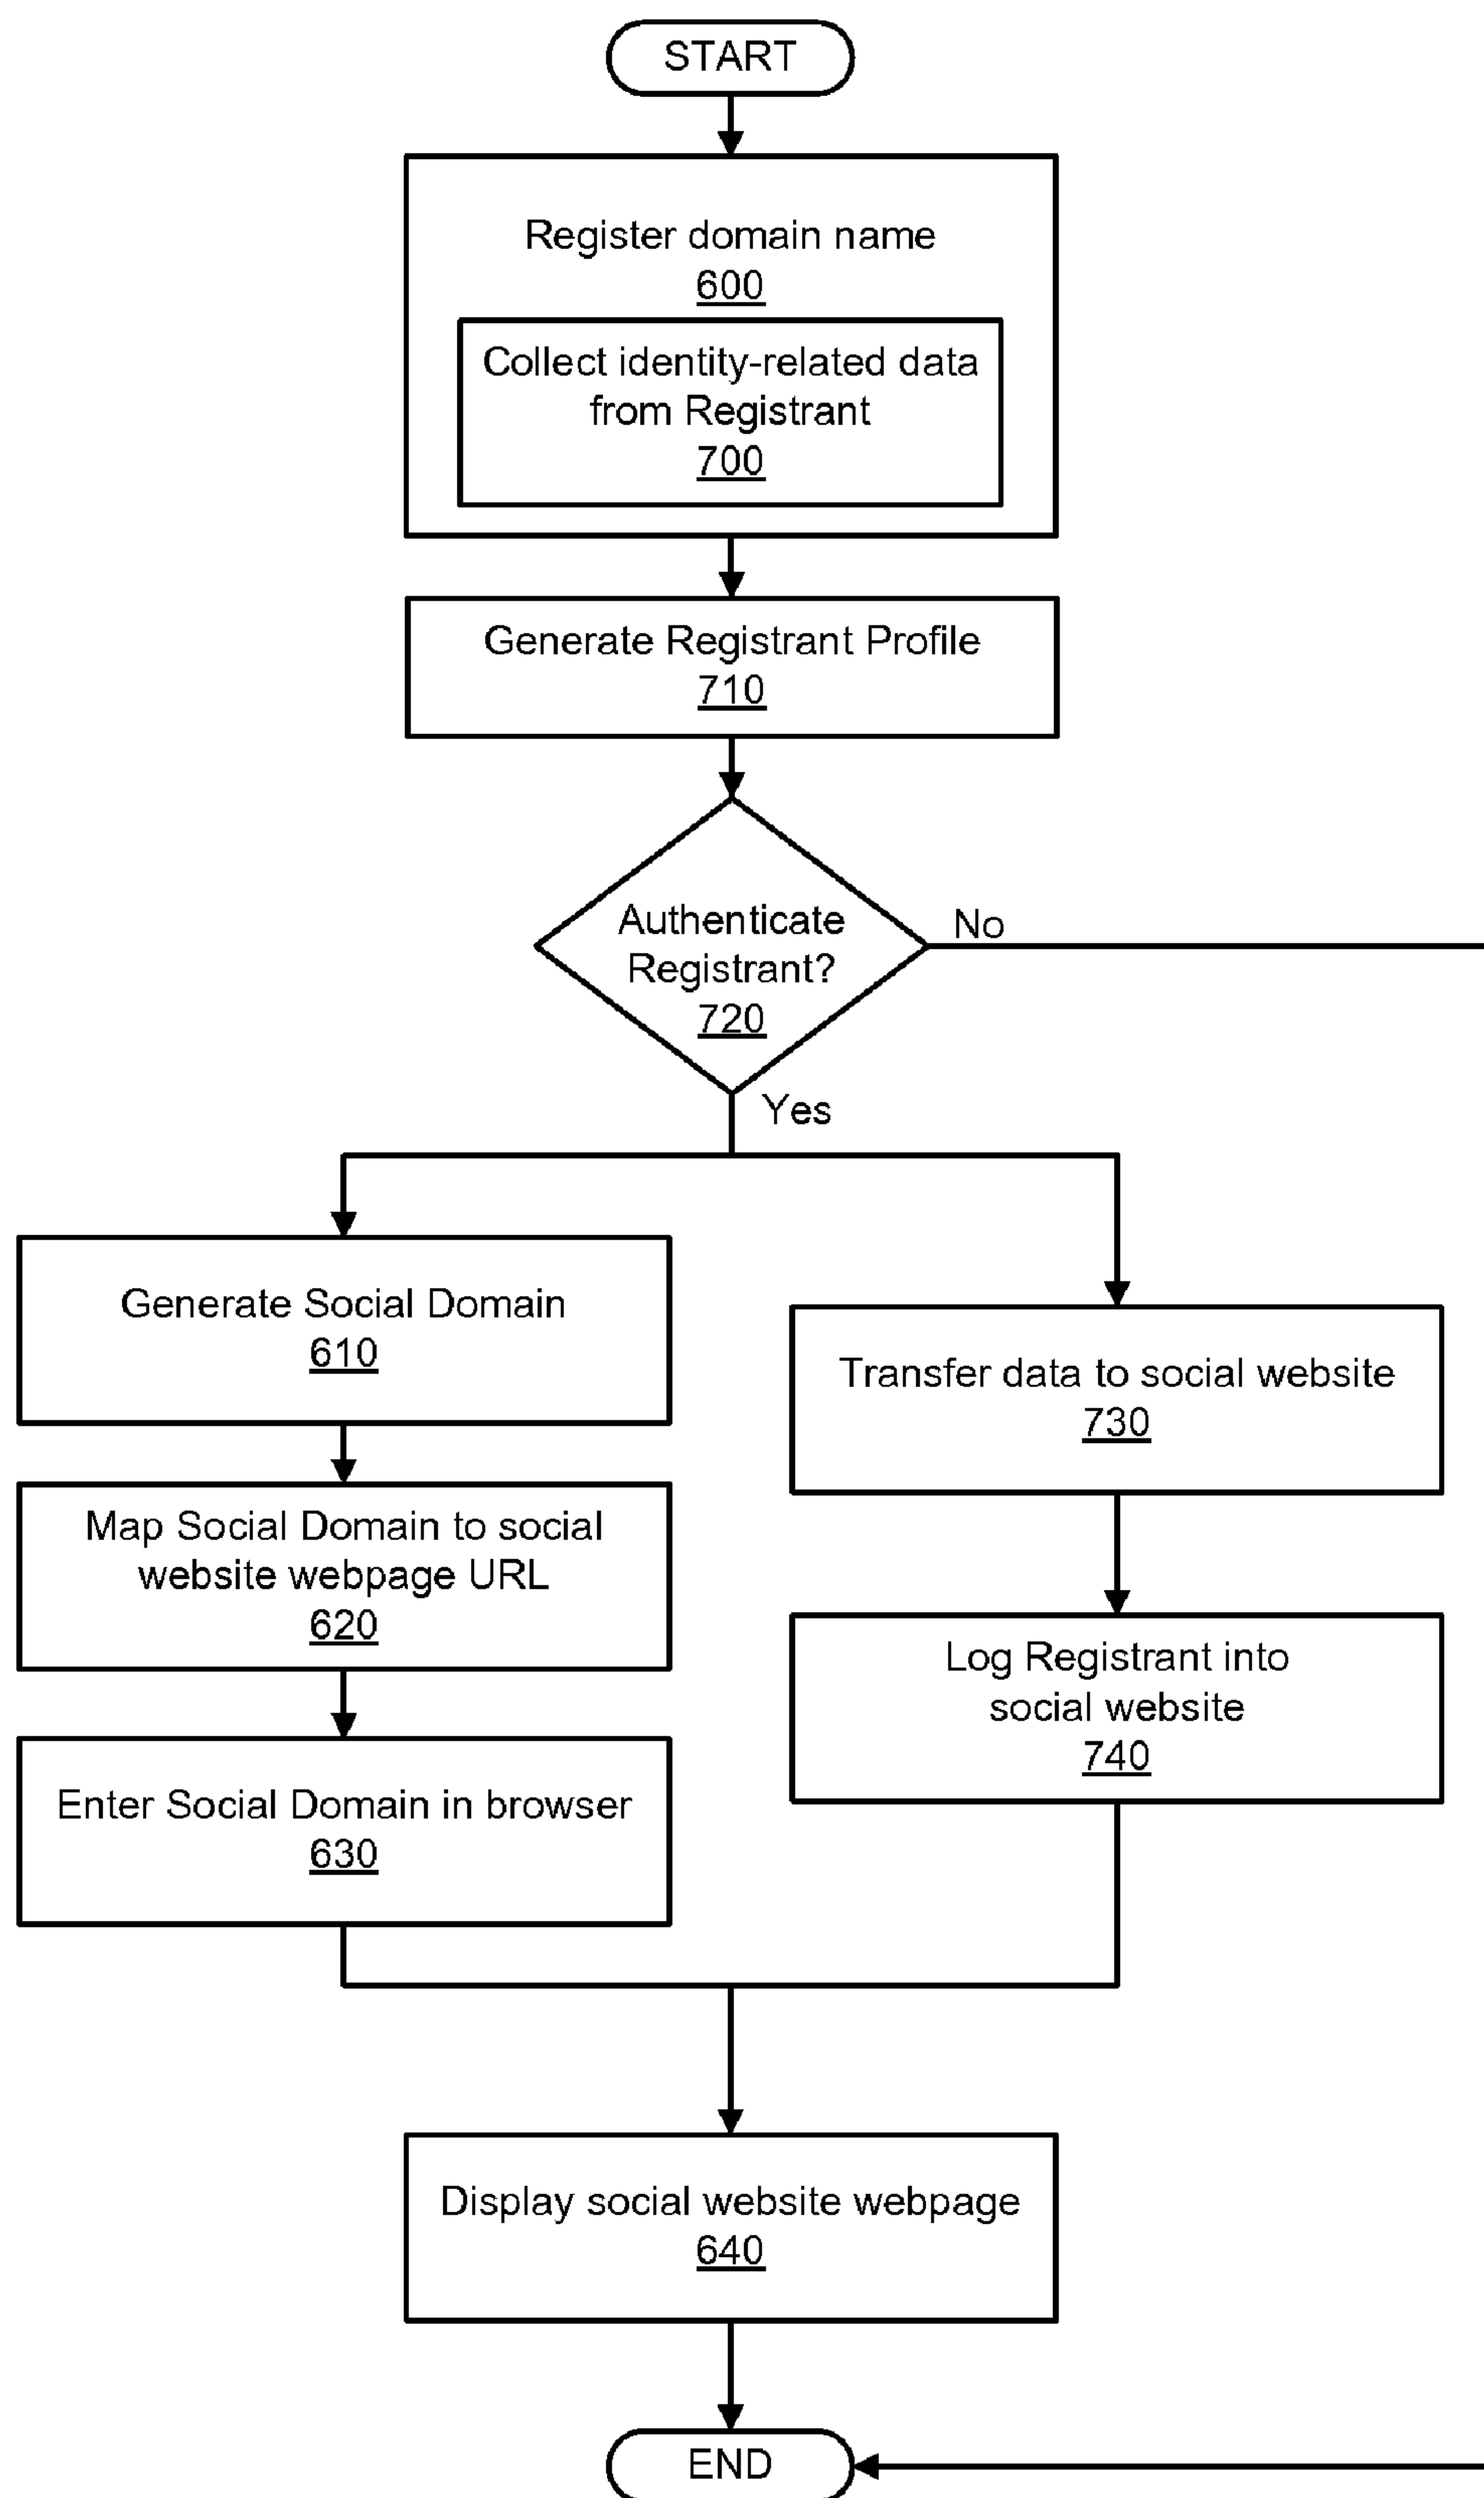 START
Register domain name
600
Collect identity-related data
from Registrant
700
Generate Registrant Profile
710
Authenticate
Registrant?
720
No
Yes
Generate Social Domain
610
Map Social Domain to social
website webpage URL
620
Enter Social Domain in browser
630
Transfer data to social website
730
Log Registrant into
social website
740
Display social website webpage
640
END